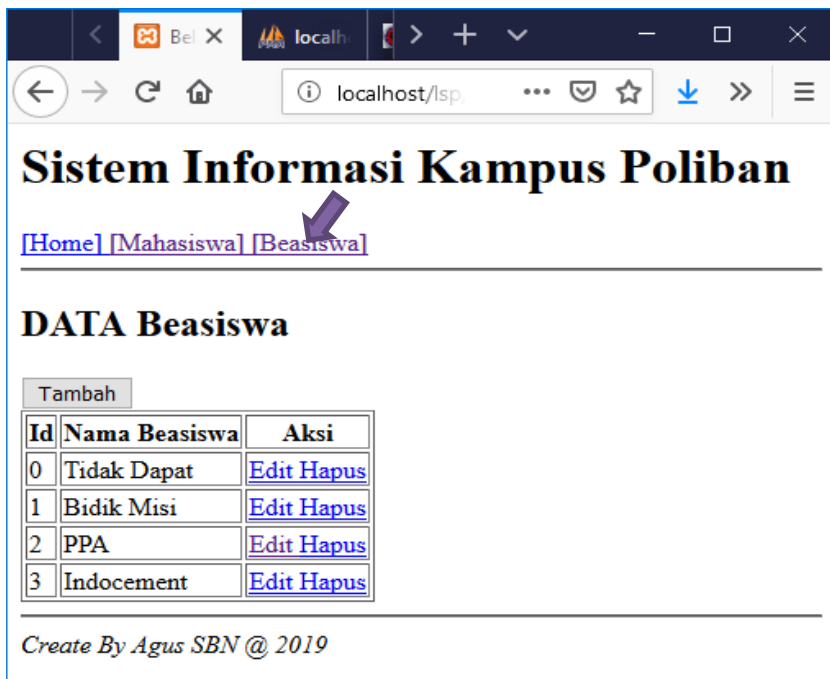 Bel
localh
localhost/lsp/
Sistem Informasi Kampus Poliban
[Home] [Mahasiswa] [Beasiswa]
DATA Beasiswa
Tambah
Id Nama Beasiswa Aksi
0 Tidak Dapat Edit Hapus
1 Bidik Misi Edit Hapus
2 PPA Edit Hapus
3 Indocement Edit Hapus
Create By Agus SBN @ 2019